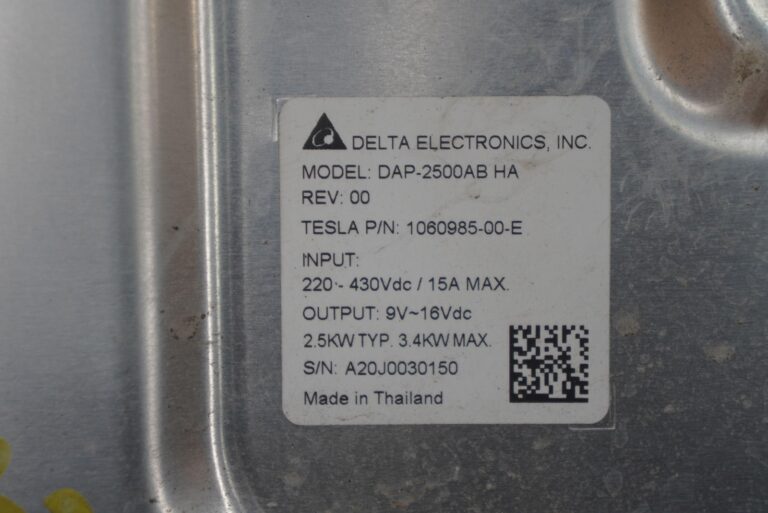 DELTA ELECTRONICS, INC.
MODEL: DAP-2500AB HA
REV: 00
TESLA P/N: 1060985-00-E
INPUT:
220 - 430Vdc / 15A MAX.
OUTPUT: 9V~16Vdc
2.5KW TYP. 3.4KW MAX.
S/N: A20J0030150
Made in Thailand